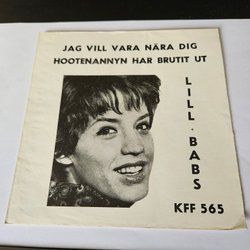 JAG VILL VARA NÄRA DIG
HOOTENANNYN HAR BRUTIT UT
LILL-BABS
KFF 565